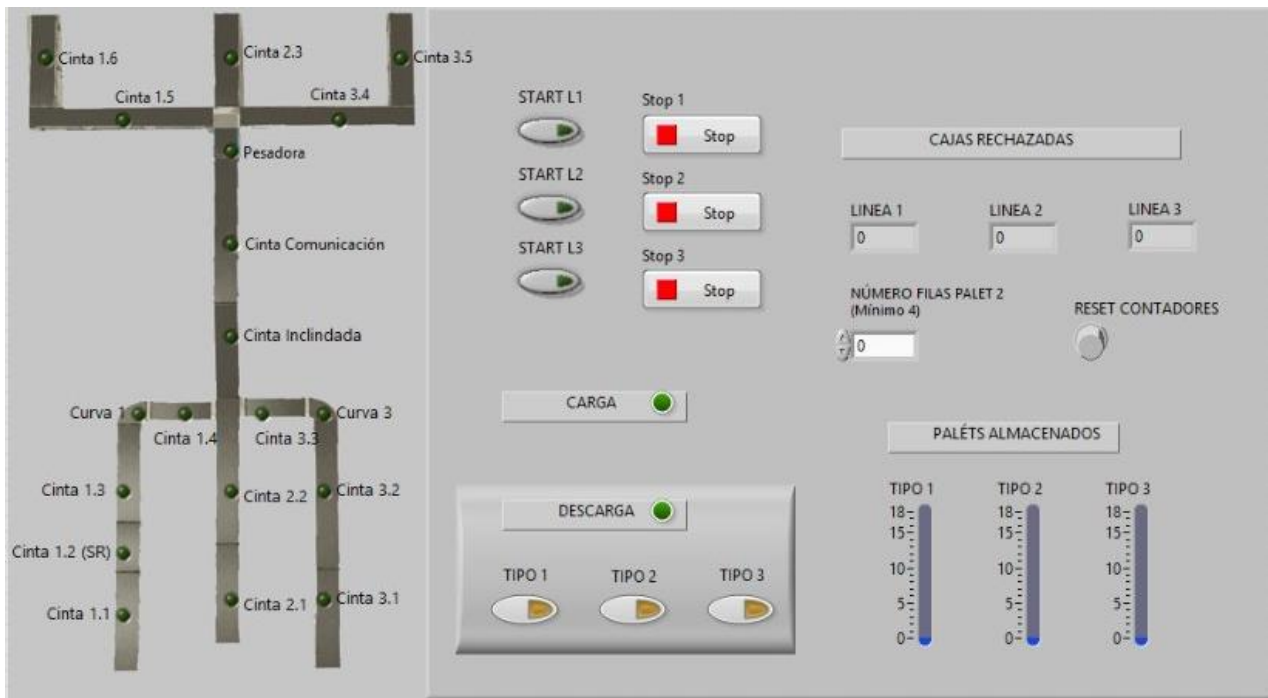 Cinta 1.6
Cinta 2.3
Cinta 3.5
Cinta 1.5
Cinta 3.4
Pesadora
Cinta Comunicación
Cinta Inclindada
Curva 1
Curva 3
Cinta 1.4
Cinta 3.3
Cinta 1.3
Cinta 2.2
Cinta 3.2
Cinta 1.2 (SR)
Cinta 1.1
Cinta 2.1
Cinta 3.1
START L1
Stop 1
Stop
START L2
Stop 2
Stop
START L3
Stop 3
Stop
CAJAS RECHAZADAS
LINEA 1
LINEA 2
LINEA 3
0
0
0
NÚMERO FILAS PALET 2
(Mínimo 4)
0
RESET CONTADORES
CARGA
DESCARGA
TIPO 1
TIPO 2
TIPO 3
PALÉTS ALMACENADOS
TIPO 1
TIPO 2
TIPO 3
18
15
10
5
0
18
15
10
5
0
18
15
10
5
0